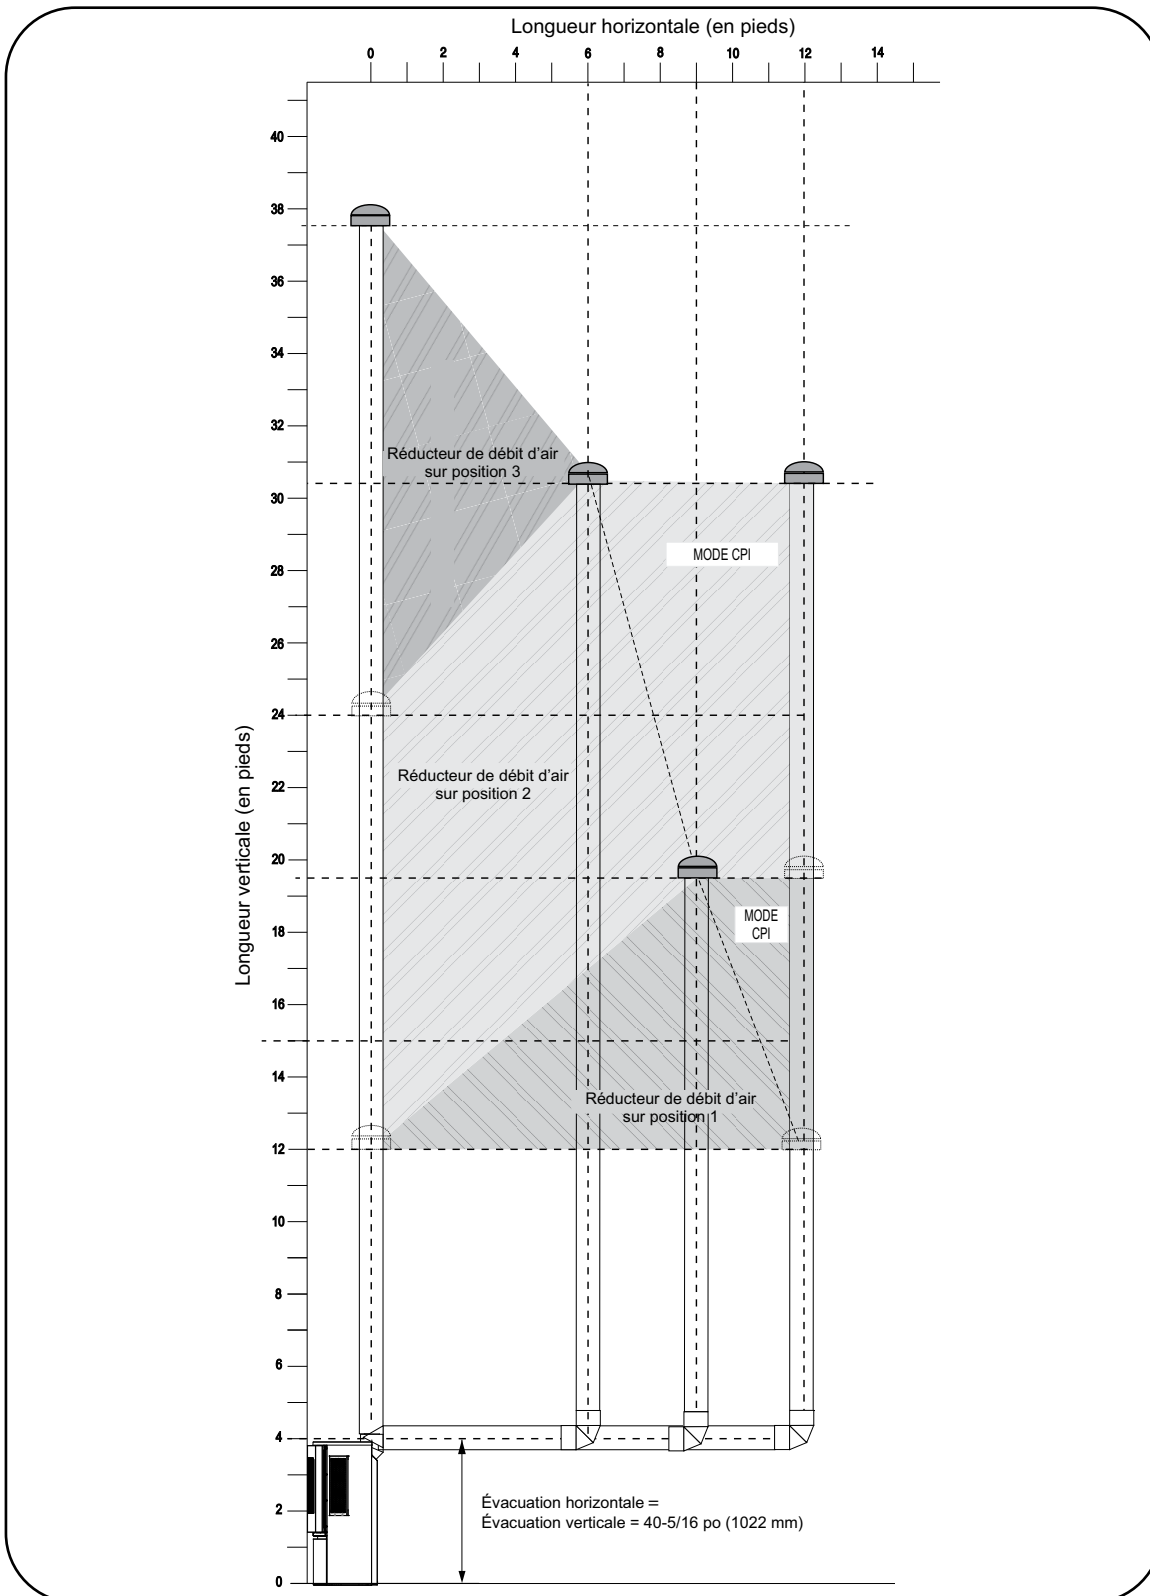 Longueur horizontale (en pieds)
0 2 4 6 8 10 12 14
40
38
36
34
32
Réducteur de débit d'air
sur position 3
30
MODE CPI
28
26
24
Longueur verticale (en pieds)
Réducteur de débit d'air
sur position 2
22
20
MODE
CPI
18
16
14
Réducteur de débit d'air
sur position 1
12
10
8
6
4
Évacuation horizontale =
Évacuation verticale = 40-5/16 po (1022 mm)
2
0